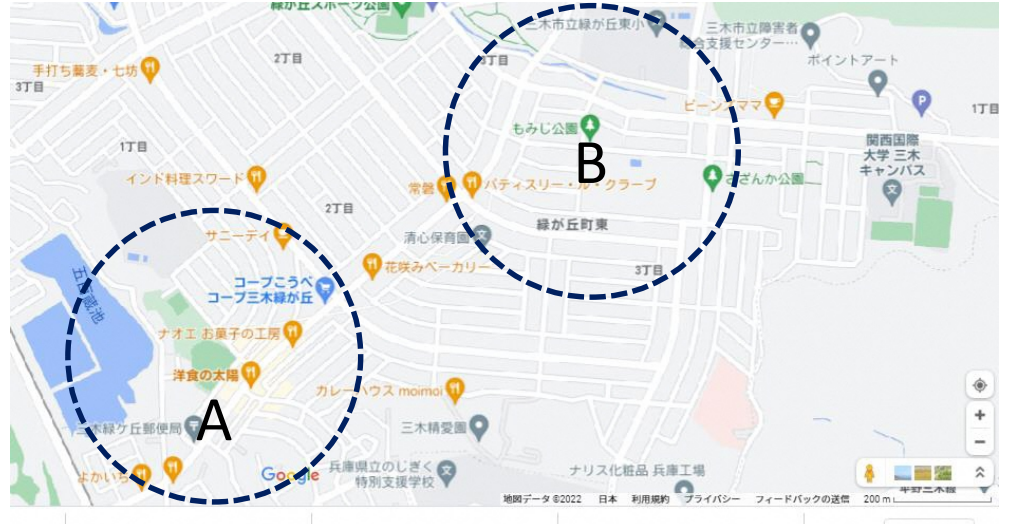 緑が丘スポーツ公園
三木市立緑が丘東小
三木市立障害者
総合支援センター…
ポイントアート
2丁目
3丁目
手打ち蕎麦・七坊
3丁目
ビーンズママ
1丁目
もみじ公園
B
関西国際
大学 三木
キャンパス
1丁目
インド料理スワード
常磐
パティスリー・ル・クラーブ
さざんか公園
2丁目
緑が丘町東
サニーデイ
清心保育園
花咲みベーカリー
3丁目
コープこうべ
コープ三木緑が丘
ナオエ お菓子の工房
洋食の太陽
カレーハウス moimoi
A
三木緑ケ丘郵便局
三木精愛園
よかいち
Google
兵庫県立のじぎく
特別支援学校
ナリス化粧品 兵庫工場
地図データ ©2022 日本 利用規約 プライバシー フィードバックの送信 200 m